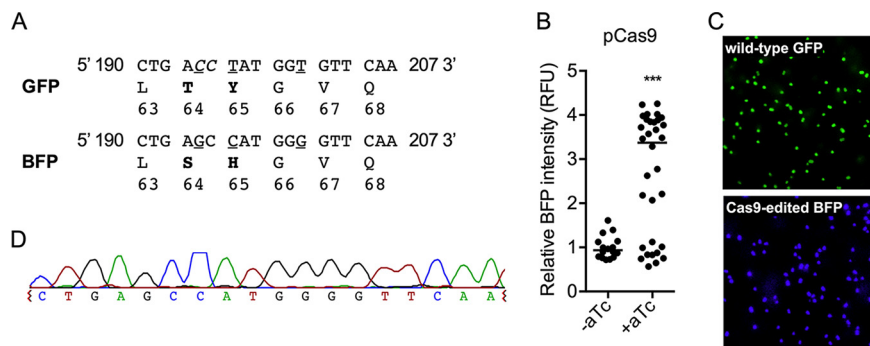 A
5' 190 CTG ACC TAT GGT GTT CAA 207 3'
GFP L T Y G V Q
63 64 65 66 67 68
5' 190 CTG AGC CAT GGG GTT CAA 207 3'
BFP L S H G V Q
63 64 65 66 67 68
D
C T G A G C C A T G G G G T T C A A
B
pCas9
Relative BFP intensity (RFU)
5
4
3
2
1
0
***
-aTc
+aTc
C
wild-type GFP
Cas9-edited BFP